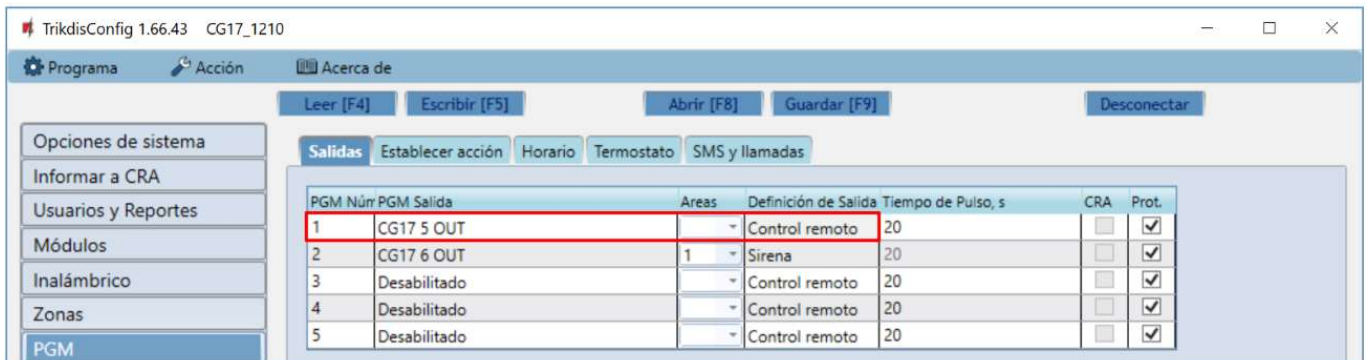 TrikdisConfig 1.66.43 CG17_1210
Programa Acción Acerca de
Leer [F4] Escribir [F5] Abrir [F8] Guardar [F9] Desconectar
Opciones de sistema
Informar a CRA
Usuarios y Reportes
Módulos
Inalámbrico
Zonas
PGM
Salidas Establecer acción Horario Termostato SMS y llamadas
PGM Núm PGM Salida Areas Definición de Salida Tiempo de Pulso, s CRA Prot.
1 CG17 5 OUT Control remoto 20
2 CG17 6 OUT 1 Sirena 20
3 Desabilitado Control remoto 20
4 Desabilitado Control remoto 20
5 Desabilitado Control remoto 20